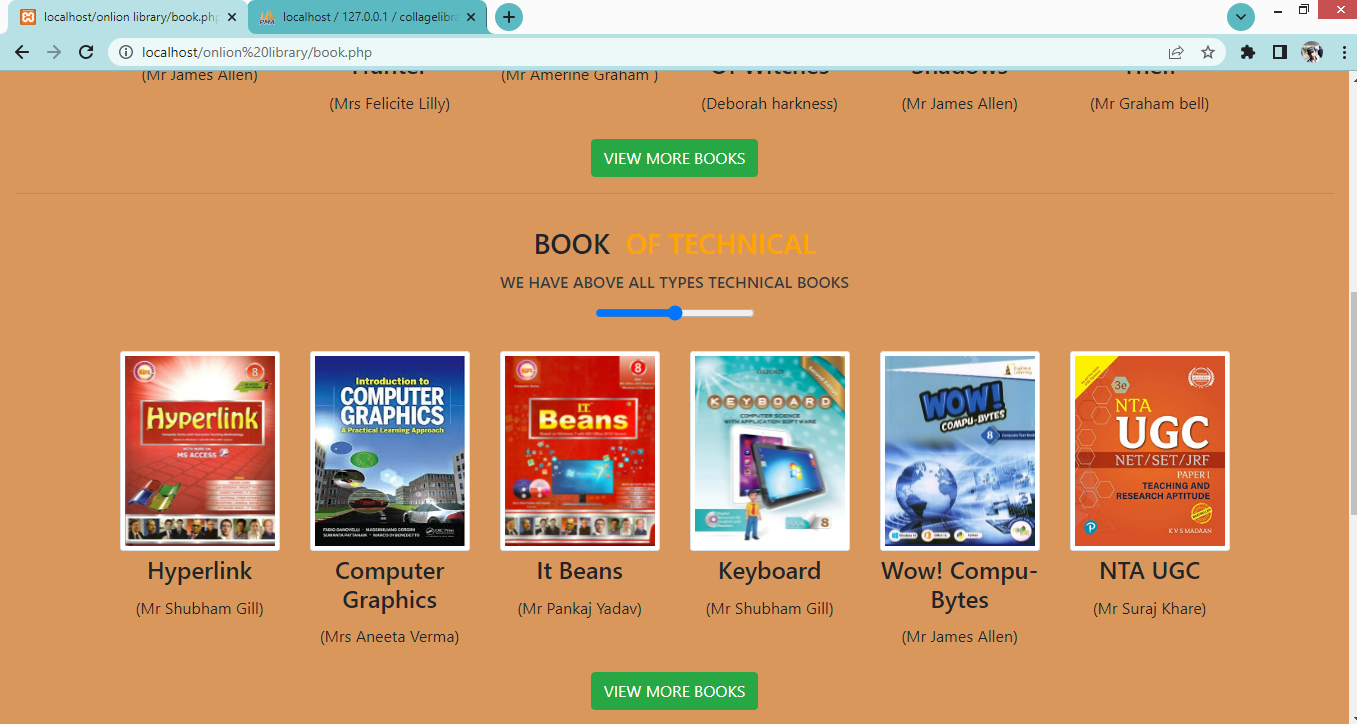 localhost/onlion library/book.php
localhost / 127.0.0.1 / collagelibra
localhost/onlion%20library/book.php
(Mr James Allen)
Hunter
(Mr Amerine Graham )
Of Witches
Shadows
(Mrs Felicite Lilly)
(Deborah harkness)
(Mr James Allen)
(Mr Graham bell)
VIEW MORE BOOKS
BOOK OF TECHNICAL
WE HAVE ABOVE ALL TYPES TECHNICAL BOOKS
8
Hyperlink
MS ACCESS
Introduction to
COMPUTER
GRAPHICS
A Practical Learning Approach
8
IT
Beans
KEYBOARD
COMPUTER SCIENCE
WITH APPLICATION SOFTWARE
8
WOW!
COMPU-BYTES
8
3e
NTA
UGC
NET/SET/JRF
PAPER I
TEACHING AND
RESEARCH APTITUDE
K V S MADAAN
Hyperlink
(Mr Shubham Gill)
Computer
Graphics
(Mrs Aneeta Verma)
It Beans
(Mr Pankaj Yadav)
Keyboard
(Mr Shubham Gill)
Wow! Compu-
Bytes
(Mr James Allen)
NTA UGC
(Mr Suraj Khare)
VIEW MORE BOOKS